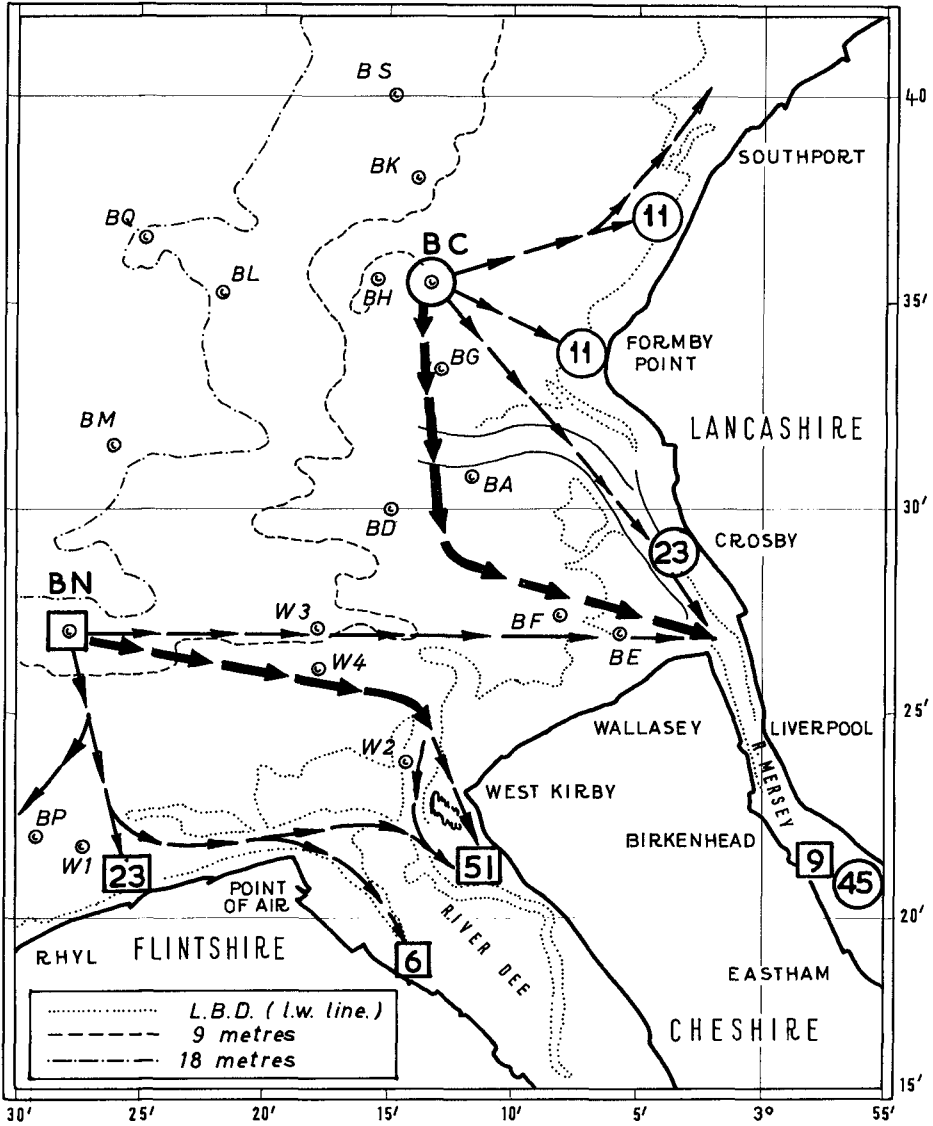 BS
40
BK
SOUTHPORT
11
BQ
BC
BL
BH
35'
11
FORMBY
POINT
BG
LANCASHIRE
BM
BA
BD
30'
CROSBY
23
BN
W3
BF
BE
W4
25'
WALLASEY
LIVERPOOL
W2
R MERSEY
WEST KIRBY
BP
W1
BIRKENHEAD
23
51
9
45
POINT
OF AIR
20'
RHYL
FLINTSHIRE
6
RIVER DEE
EASTHAM
CHESHIRE
L.B.D. ( l.w. line.)
9 metres
18 metres
15'
30' 25' 20' 15' 10' 5' 3° 55'